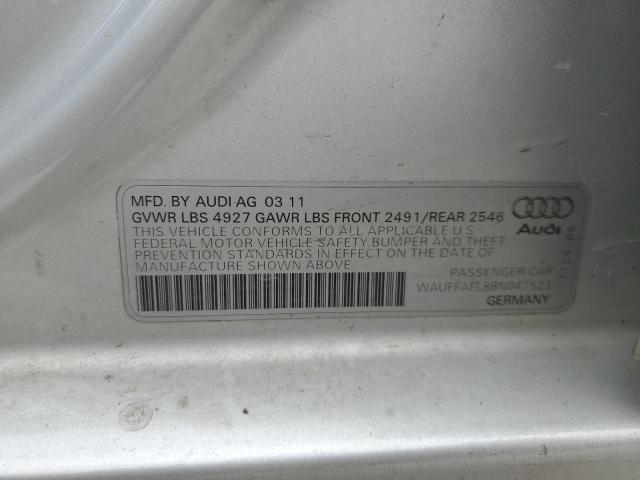 MFD. BY AUDI AG 03 11
GVWR LBS 4927 GAWR LBS FRONT 2491/REAR 2546
THIS VEHICLE CONFORMS TO ALL APPLICABLE U S
FEDERAL MOTOR VEHICLE SAFETY, BUMPER AND THEFT
PREVENTION STANDARDS IN EFFECT ON THE DATE OF
MANUFACTURE SHOWN ABOVE
PASSENGER CAR
WAUFFAFL8BN047523
GERMANY
Audi
1124184